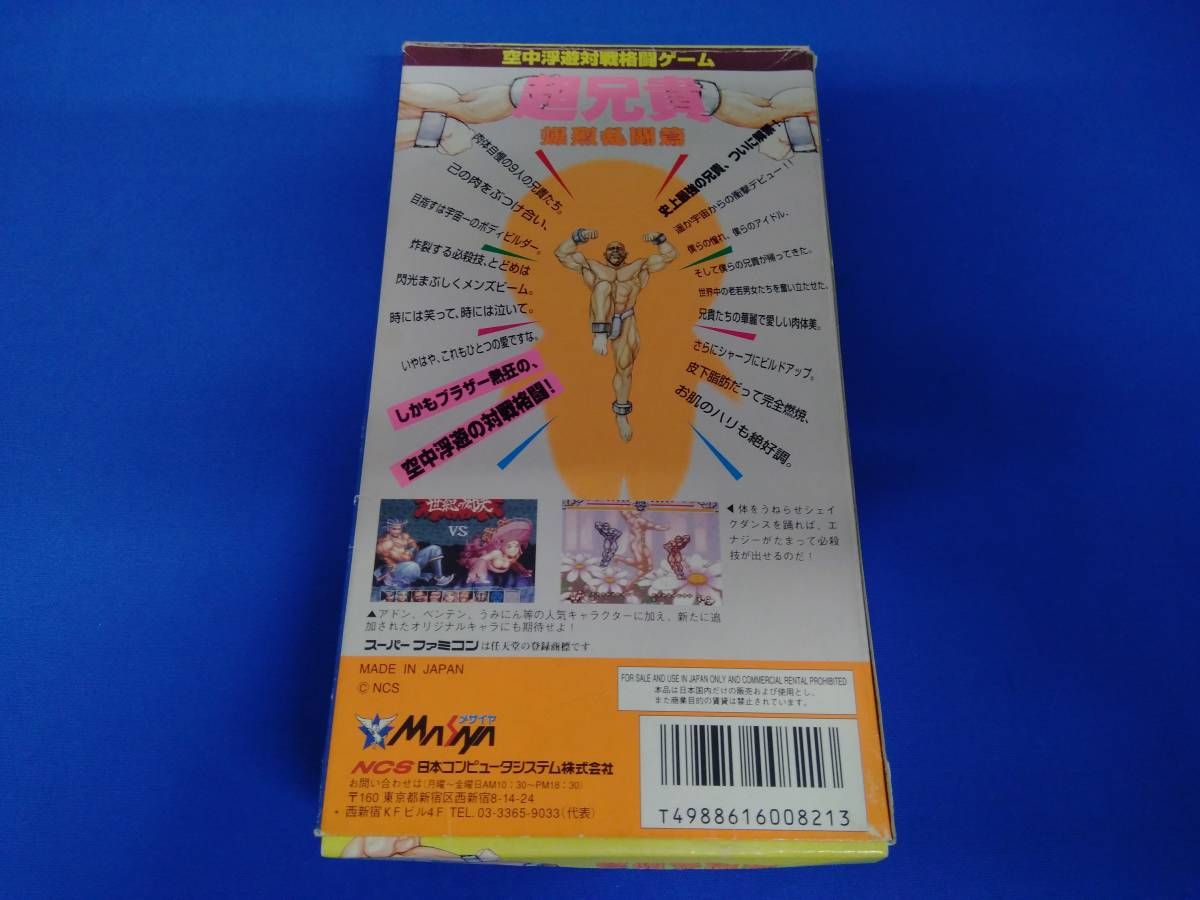 空中浮遊対戦格闘ゲーム
超兄貴
爆烈乱闘篇
史上最強の兄貴、ついに解禁!
遥か宇宙からの衝撃デビュー!!
僕らの憧れ、僕らのアイドル、
そして僕らの兄貴が帰ってきた。
世界中の老若男女たちを奮い立たせた、
兄貴たちの華麗で愛しい肉体美。
さらにシャープにビルドアップ。
皮下脂肪だって完全燃焼、
お肌のハリも絶好調。
肉体自慢の9人の兄貴たち。
己の肉をぶつけ合い、
目指すは宇宙一のボディビルダー。
炸裂する必殺技、とどめは
閃光まぶしくメンズビーム。
時には笑って、時には泣いて。
いやはや、これもひとつの愛ですな。
しかもブラザー熱狂の、
空中浮遊の対戦格闘!
VS
◀体をうねらせシェイ
クダンスを踊れば、エ
ナジーがたまって必殺
技が出せるのだ!
▲アドン、ベンテン、うみにん等の人気キャラクターに加え、新たに追
加されたオリジナルキャラにも期待せよ!
スーパーファミコンは任天堂の登録商標です
MADE IN JAPAN
© NCS
FOR SALE AND USE IN JAPAN ONLY AND COMMERCIAL RENTAL PROHIBITED
本品は日本国内だけの販売および使用とし、
また商業目的の賃貸は禁止されています。
メサイヤ
MASAYA
NCS 日本コンピュータシステム株式会社
お問い合わせは(月曜~金曜日AM10:30~PM18:30)
〒160 東京都新宿区西新宿8-14-24
西新宿KFビル4F TEL.03-3365-9033(代表)
T4988616008213